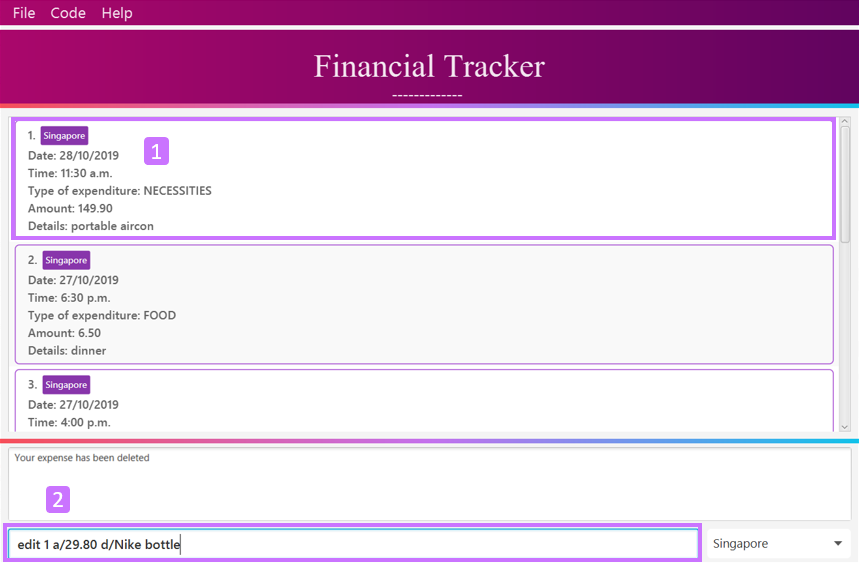 File Code Help
Financial Tracker
-------------
1. Singapore
1
Date: 28/10/2019
Time: 11:30 a.m.
Type of expenditure: NECESSITIES
Amount: 149.90
Details: portable aircon
2. Singapore
Date: 27/10/2019
Time: 6:30 p.m.
Type of expenditure: FOOD
Amount: 6.50
Details: dinner
3. Singapore
Date: 27/10/2019
Time: 4:00 p.m.
Your expense has been deleted
2
edit 1 a/29.80 d/Nike bottle
Singapore